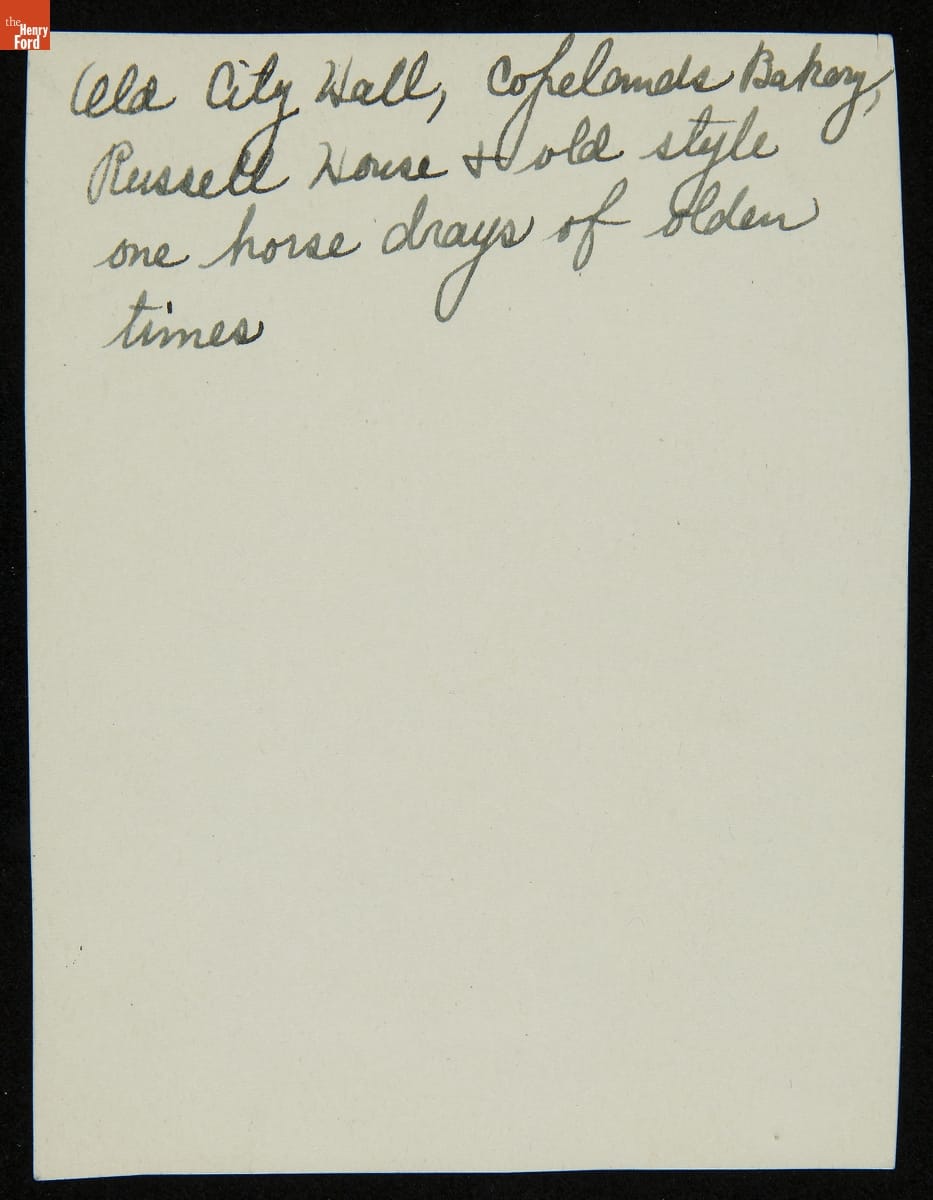 the
Henry
Ford
Old City Hall, Copelands Bakery,
Russell House & old style
one horse drays of olden
times